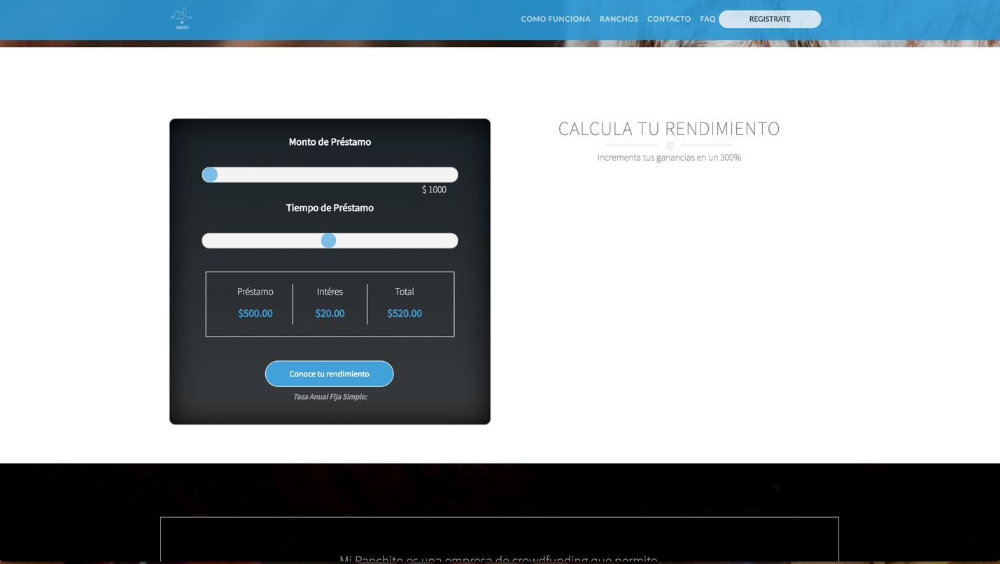 MI
RANCHITO
COMO FUNCIONA RANCHOS CONTACTO FAQ REGISTRATE
Monto de Préstamo
$ 1000
Tiempo de Préstamo
Préstamo Intéres Total
$500.00 $20.00 $520.00
Conoce tu rendimiento
Tasa Anual Fija Simple:
CALCULA TU RENDIMIENTO
Incrementa tus ganancias en un 300%
Mi Ranchito es una empresa de crowdfunding que permite